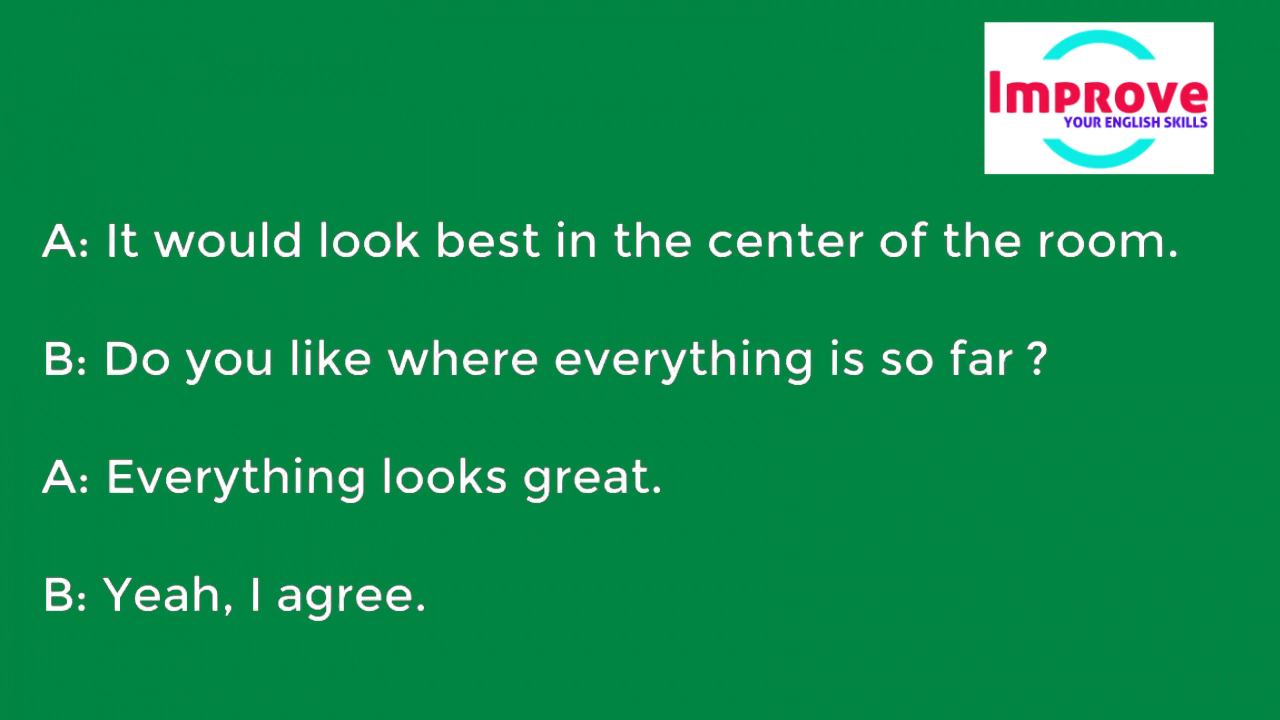 Improve
YOUR ENGLISH SKILLS
A: It would look best in the center of the room.
B: Do you like where everything is so far ?
A: Everything looks great.
B: Yeah, I agree.